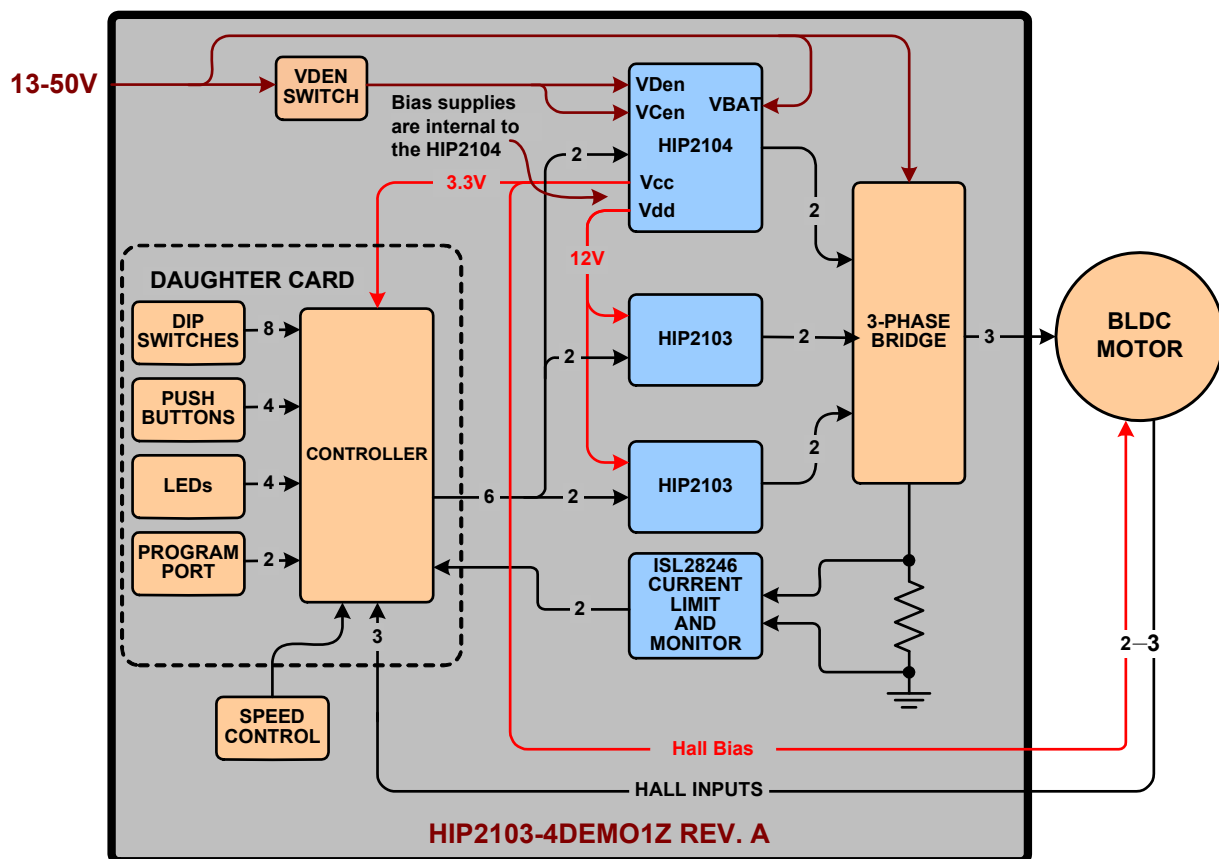 13-50V
VDEN
SWITCH
Bias supplies
are internal to
the HIP2104
VDen
VCen
VBAT
HIP2104
Vcc
Vdd
2
2
3.3V
12V
DAUGHTER CARD
DIP
SWITCHES
8
PUSH
BUTTONS
4
LEDs
4
PROGRAM
PORT
2
CONTROLLER
6
2
HIP2103
2
2
HIP2103
2
3-PHASE
BRIDGE
3
BLDC
MOTOR
ISL28246
CURRENT
LIMIT
AND
MONITOR
2
3
SPEED
CONTROL
2
3
Hall Bias
HALL INPUTS
HIP2103-4DEMO1Z REV. A